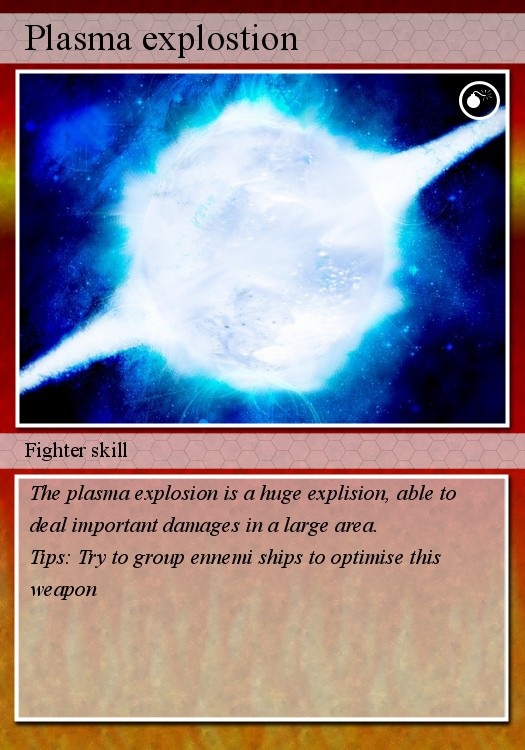 Plasma explostion
Fighter skill
The plasma explosion is a huge explision, able to
deal important damages in a large area.
Tips: Try to group ennemi ships to optimise this
weapon